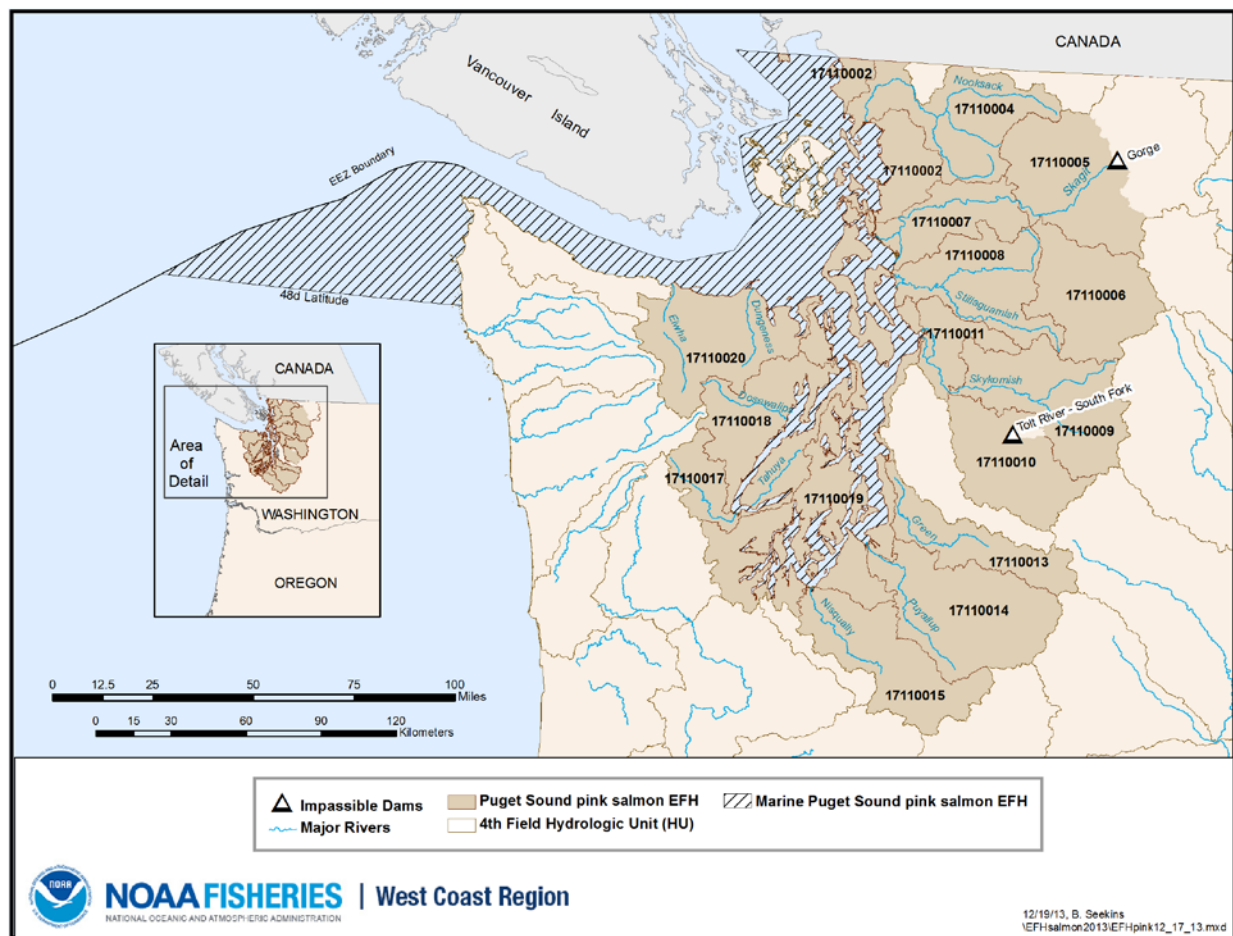 CANADA
Vancouver
Island
17110002
Nooksack
17110004
17110005
Gorge
Skagit
EEZ Boundary
17110002
17110007
17110008
48d Latitude
Stillaguamish
17110006
Elwha
Dungeness
17110011
17110020
Skykomish
Dosewallips
Tolt River - South Fork
17110018
17110009
17110010
Tahuya
17110017
17110019
Green
17110013
Nisqually
Puyallup
17110014
17110015
CANADA
Area
of
Detail
WASHINGTON
OREGON
0 12.5 25 50 75 100
Miles
0 15 30 60 90 120
Kilometers
Impassible Dams
Puget Sound pink salmon EFH
Marine Puget Sound pink salmon EFH
Major Rivers
4th Field Hydrologic Unit (HU)
NOAA
NOAA FISHERIES | West Coast Region
NATIONAL OCEANIC AND ATMOSPHERIC ADMINISTRATION
12/19/13, B. Seekins
\EFHsalmon2013\EFHpink12_17_13.mxd